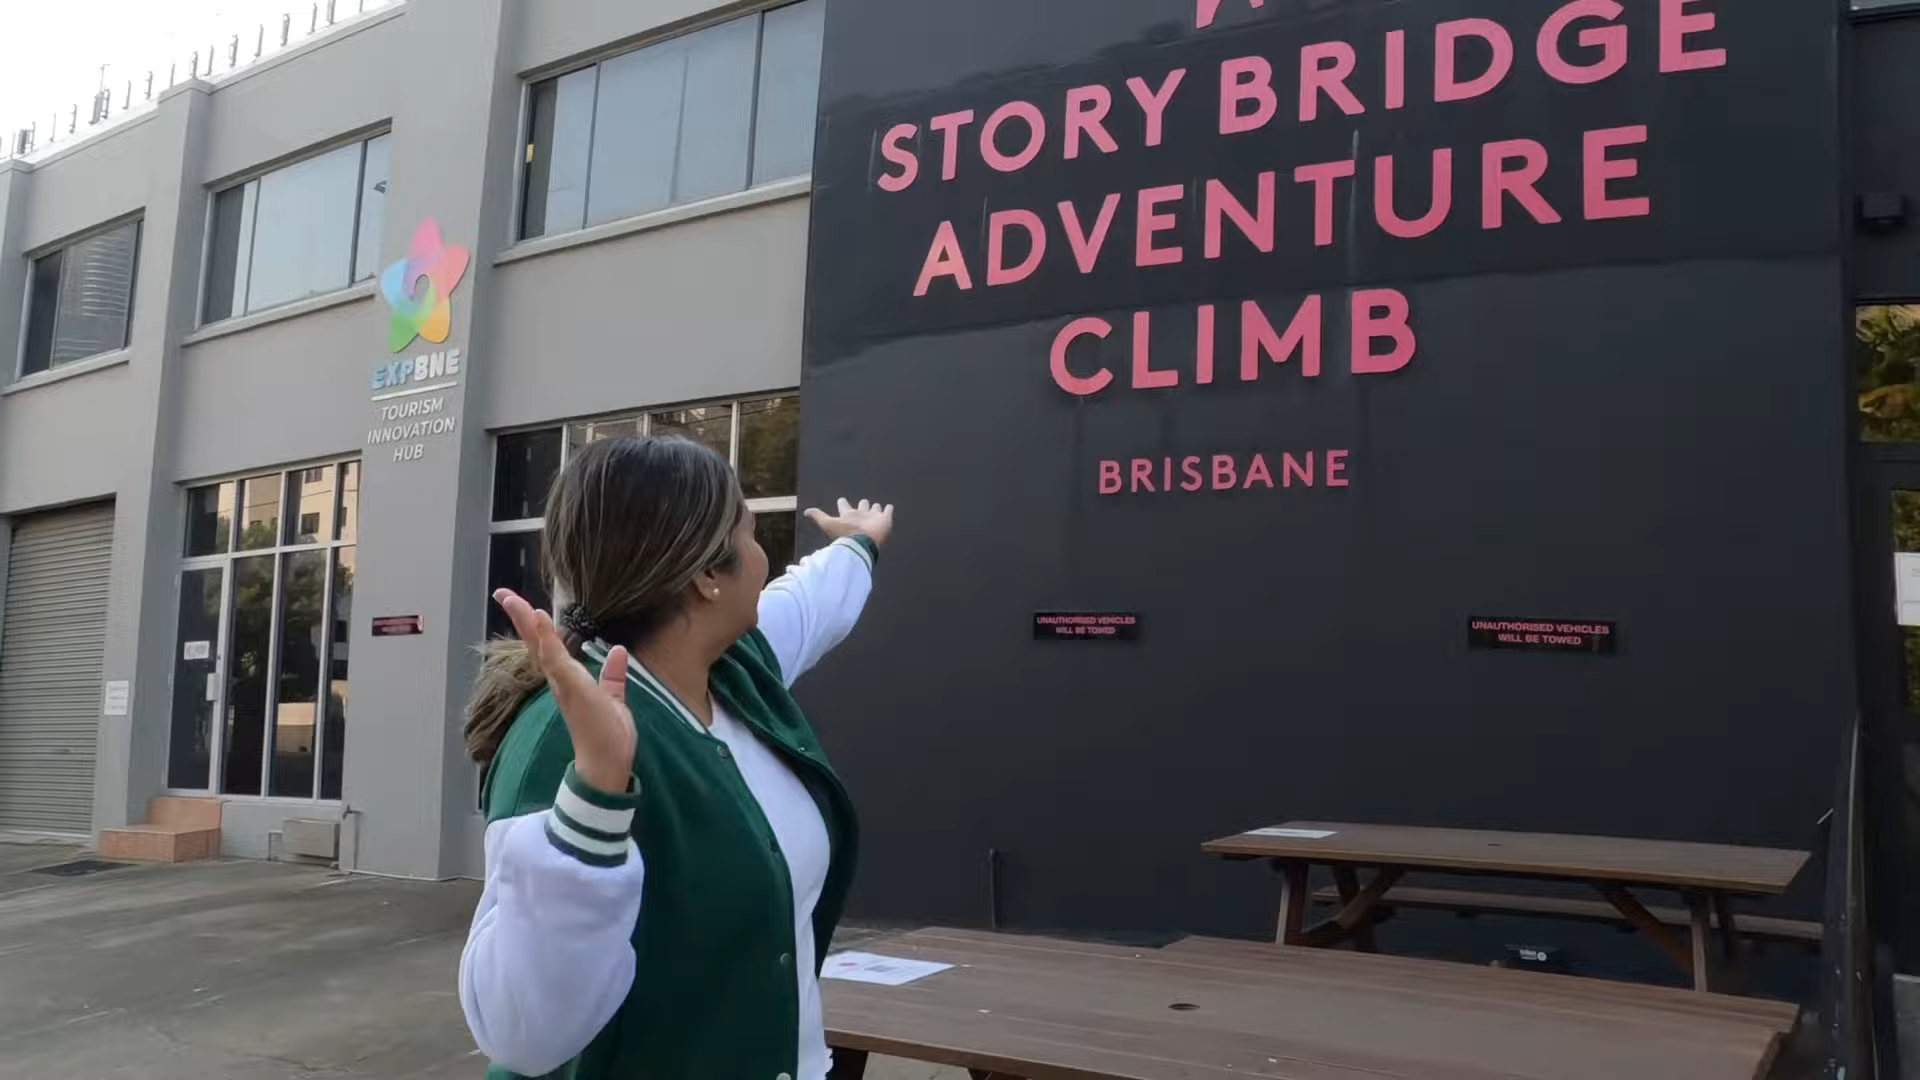 STORY BRIDGE
ADVENTURE
CLIMB
BRISBANE
EXPBNE
TOURISM
INNOVATION
HUB
UNAUTHORISED VEHICLES
WILL BE TOWED
UNAUTHORISED VEHICLES
WILL BE TOWED